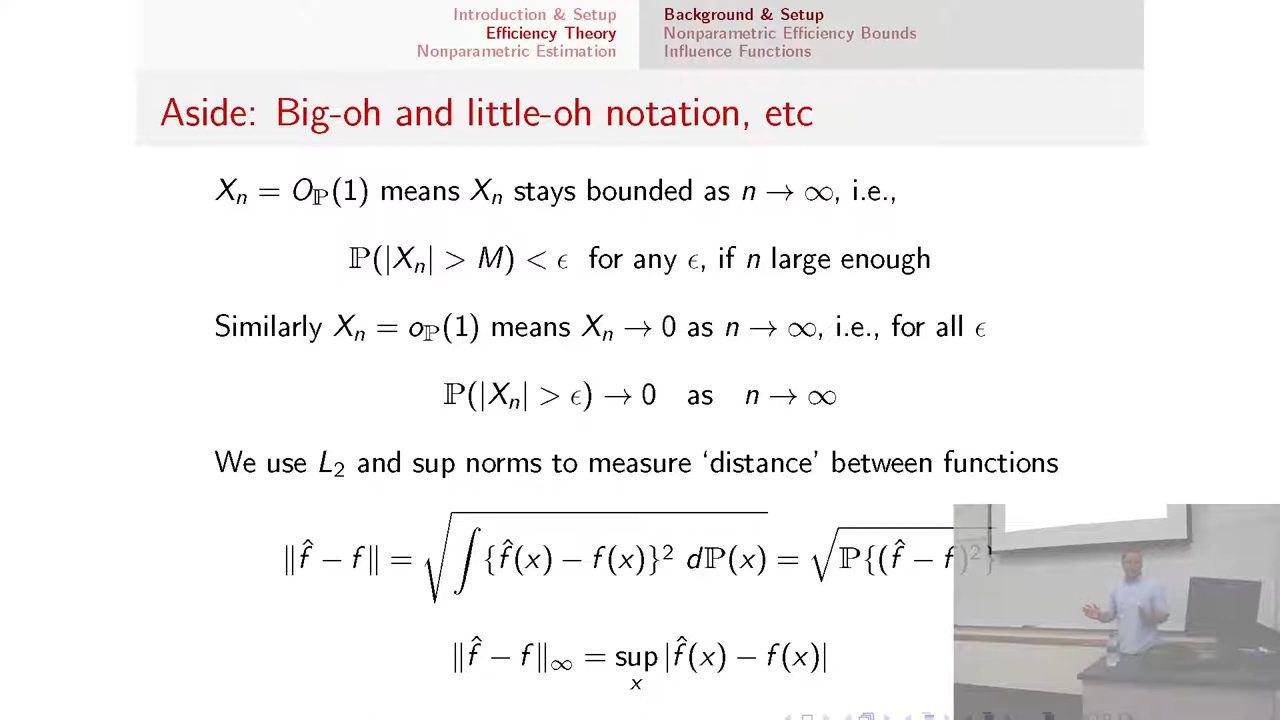 Introduction & Setup
Efficiency Theory
Nonparametric Estimation
Background & Setup
Nonparametric Efficiency Bounds
Influence Functions
Aside: Big-oh and little-oh notation, etc
Xₙ = O_ℙ(1) means Xₙ stays bounded as n → ∞, i.e.,
ℙ(|Xₙ| > M) < ϵ for any ϵ, if n large enough
Similarly Xₙ = o_ℙ(1) means Xₙ → 0 as n → ∞, i.e., for all ϵ
ℙ(|Xₙ| > ϵ) → 0 as n → ∞
We use L₂ and sup norms to measure ‘distance’ between functions
‖f̂ − f‖ = √∫{f̂(x) − f(x)}² dℙ(x) = √ℙ{(f̂ − f)²}
‖f̂ − f‖∞ = sup_x |f̂(x) − f(x)|